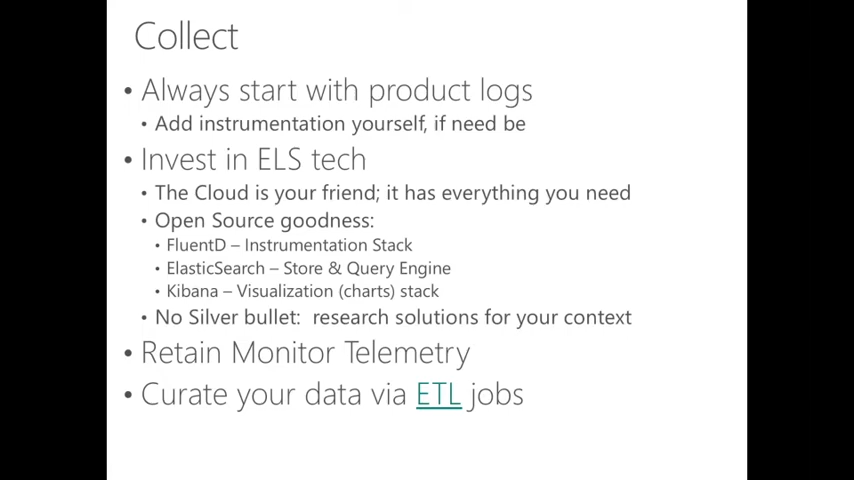 Collect
• Always start with product logs
• Add instrumentation yourself, if need be
• Invest in ELS tech
• The Cloud is your friend; it has everything you need
• Open Source goodness:
• FluentD – Instrumentation Stack
• ElasticSearch – Store & Query Engine
• Kibana – Visualization (charts) stack
• No Silver bullet:  research solutions for your context
• Retain Monitor Telemetry
• Curate your data via ETL jobs